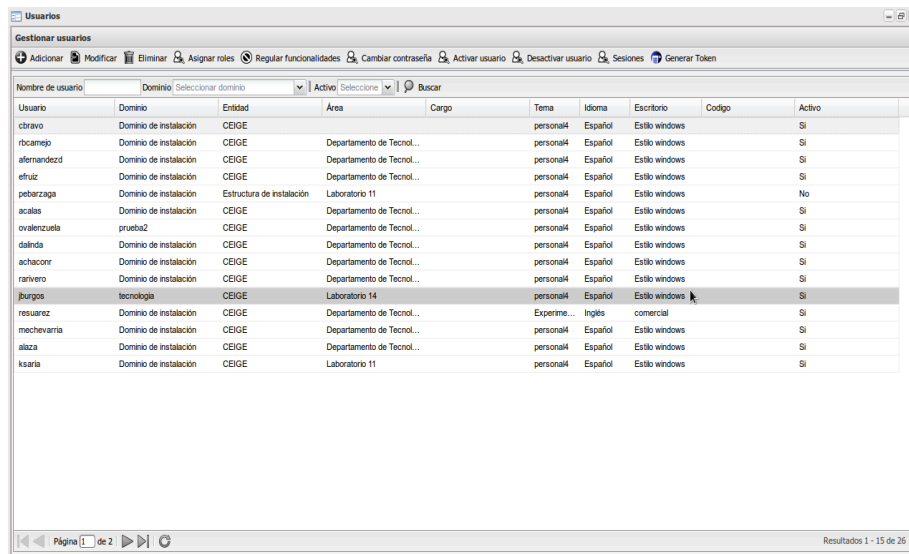 Usuarios
Gestionar usuarios
Adicionar Modificar Eliminar Asignar roles Regular funcionalidades Cambiar contraseña Activar usuario Desactivar usuario Sesiones Generar Token
Nombre de usuario Dominio Seleccionar dominio Activo Seleccione Buscar
Usuario Dominio Entidad Área Cargo Tema Idioma Escritorio Codigo Activo
cbravo Dominio de instalación CEIGE personal4 Español Estilo windows Si
rbcamejo Dominio de instalación CEIGE Departamento de Tecnol... personal4 Español Estilo windows Si
afernandezd Dominio de instalación CEIGE Departamento de Tecnol... personal4 Español Estilo windows Si
efruiz Dominio de instalación CEIGE Departamento de Tecnol... personal4 Español Estilo windows Si
pebarzaga Dominio de instalación Estructura de instalación Laboratorio 11 personal4 Español Estilo windows No
acalas Dominio de instalación CEIGE Departamento de Tecnol... personal4 Español Estilo windows Si
ovalenzuela prueba2 CEIGE Departamento de Tecnol... personal4 Español Estilo windows Si
dalinda Dominio de instalación CEIGE Departamento de Tecnol... personal4 Español Estilo windows Si
achaconr Dominio de instalación CEIGE Departamento de Tecnol... personal4 Español Estilo windows Si
rarivero Dominio de instalación CEIGE Departamento de Tecnol... personal4 Español Estilo windows Si
jburgos tecnologia CEIGE Laboratorio 14 personal4 Español Estilo windows Si
resuarez Dominio de instalación CEIGE Departamento de Tecnol... Experime... Inglés comercial Si
mechevarria Dominio de instalación CEIGE Departamento de Tecnol... personal4 Español Estilo windows Si
alaza Dominio de instalación CEIGE Departamento de Tecnol... personal4 Español Estilo windows Si
ksaria Dominio de instalación CEIGE Laboratorio 11 personal4 Español Estilo windows Si
Página 1 de 2 Resultados 1 - 15 de 26